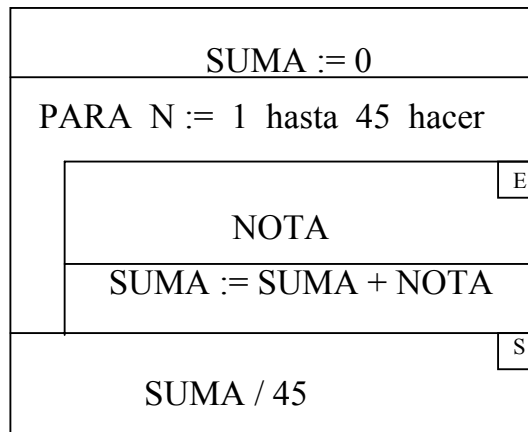 SUMA := 0
PARA N := 1 hasta 45 hacer
E
NOTA
SUMA := SUMA + NOTA
S
SUMA / 45